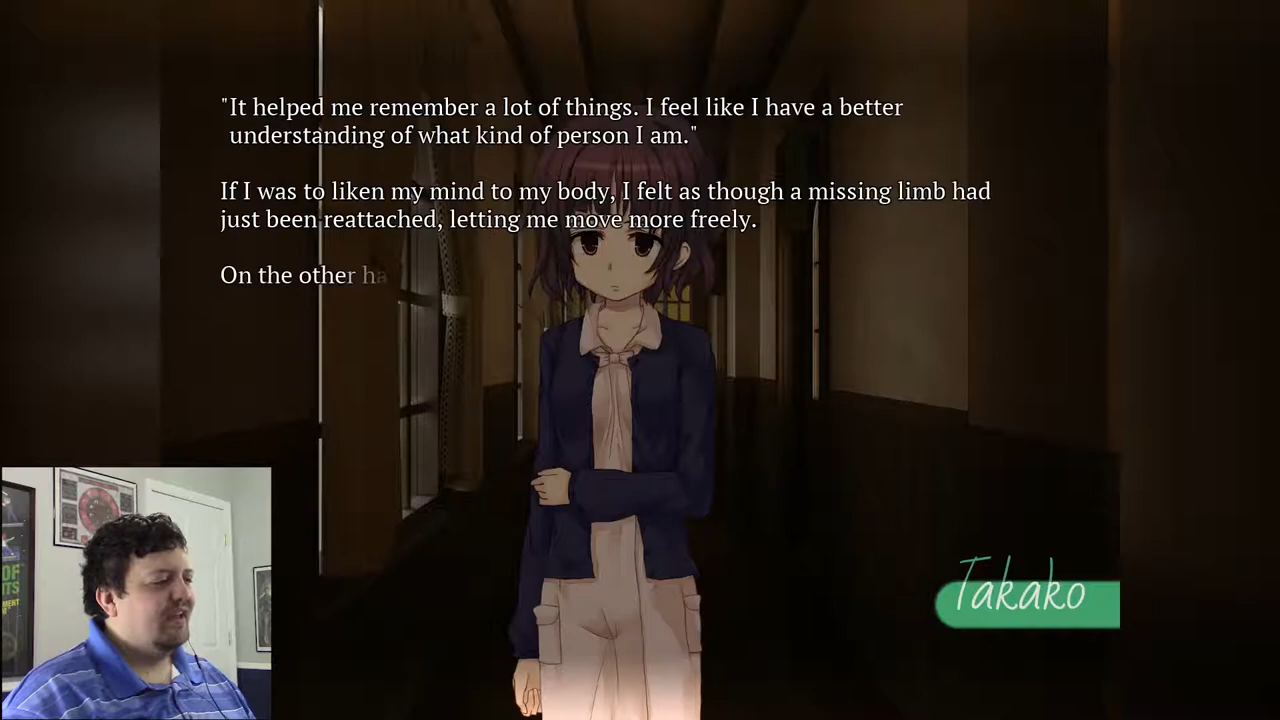 "It helped me remember a lot of things. I feel like I have a better
understanding of what kind of person I am."
If I was to liken my mind to my body, I felt as though a missing limb had
just been reattached, letting me move more freely.
On the other ha
Takako